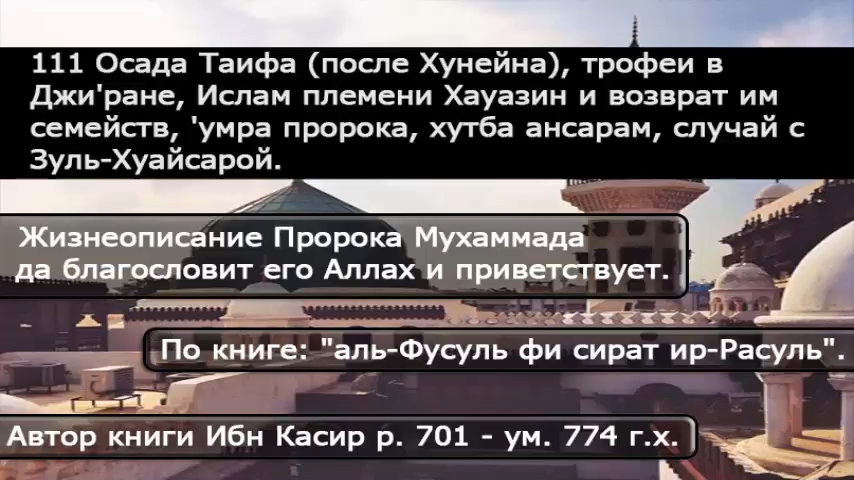 111 Осада Таифа (после Хунейна), трофеи в
Джи'ране, Ислам племени Хауазин и возврат им
семейств, 'умра пророка, хутба ансарам, случай с
Зуль-Хуайсарой.
Жизнеописание Пророка Мухаммада
да благословит его Аллах и приветствует.
По книге: "аль-Фусуль фи сират ир-Расуль".
Автор книги Ибн Касир р. 701 - ум. 774 г.х.